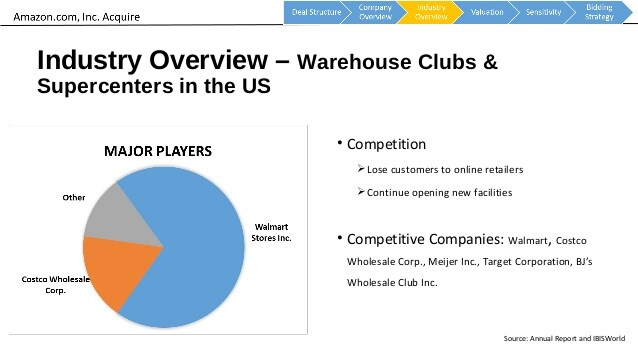 Amazon.com, Inc. Acquire
Deal Structure
Company
Overview
Industry
Overview
Valuation
Sensitivity
Bidding
Strategy
Industry Overview – Warehouse Clubs &
Supercenters in the US
MAJOR PLAYERS
Other
Walmart
Stores Inc.
Costco Wholesale
Corp.
• Competition
➢Lose customers to online retailers
➢Continue opening new facilities
• Competitive Companies: Walmart, Costco
Wholesale Corp., Meijer Inc., Target Corporation, BJ's
Wholesale Club Inc.
Source: Annual Report and IBISWorld